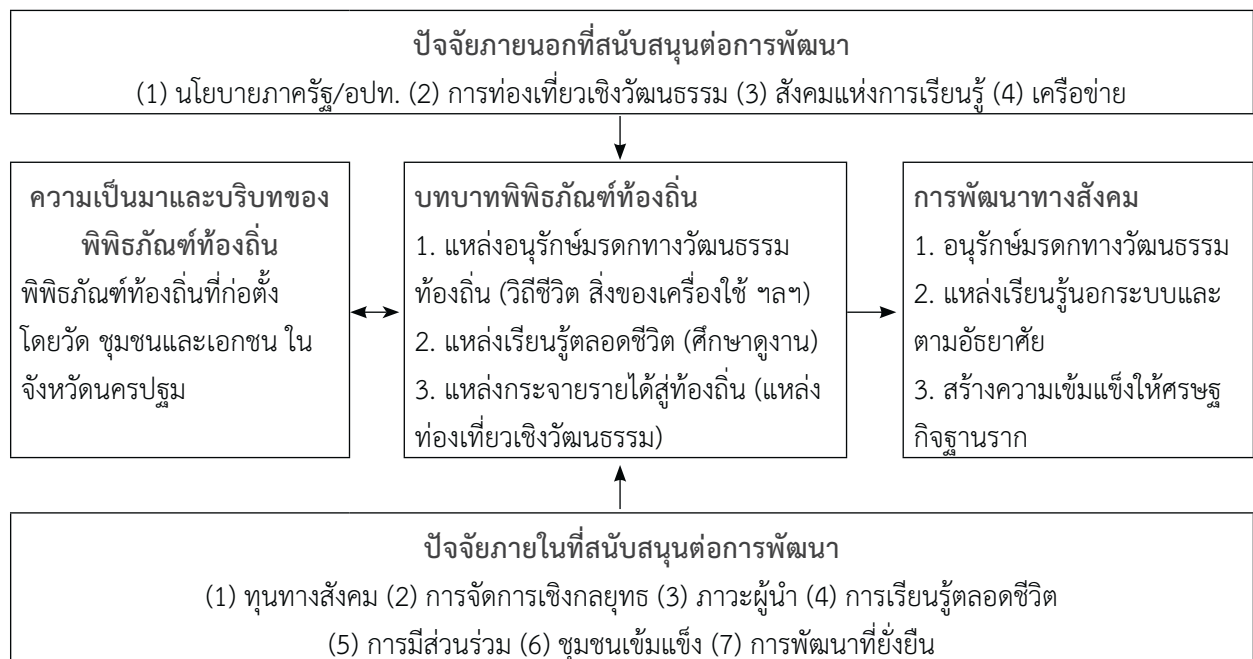 ปัจจัยภายนอกที่สนับสนุนต่อการพัฒนา
(1) นโยบายภาครัฐ/อปท. (2) การท่องเที่ยวเชิงวัฒนธรรม (3) สังคมแห่งการเรียนรู้ (4) เครือข่าย
ความเป็นมาและบริบทของ
พิพิธภัณฑ์ท้องถิ่น
พิพิธภัณฑ์ท้องถิ่นที่ก่อตั้ง
โดยวัด ชุมชนและเอกชน ใน
จังหวัดนครปฐม
บทบาทพิพิธภัณฑ์ท้องถิ่น
1. แหล่งอนุรักษ์มรดกทางวัฒนธรรม
ท้องถิ่น (วิถีชีวิต สิ่งของเครื่องใช้ ฯลฯ)
2. แหล่งเรียนรู้ตลอดชีวิต (ศึกษาดูงาน)
3. แหล่งกระจายรายได้สู่ท้องถิ่น (แหล่ง
ท่องเที่ยวเชิงวัฒนธรรม)
การพัฒนาทางสังคม
1. อนุรักษ์มรดกทางวัฒนธรรม
2. แหล่งเรียนรู้นอกระบบและ
ตามอัธยาศัย
3. สร้างความเข้มแข็งให้ศรษฐ
กิจฐานราก
ปัจจัยภายในที่สนับสนุนต่อการพัฒนา
(1) ทุนทางสังคม (2) การจัดการเชิงกลยุทธ (3) ภาวะผู้นำ (4) การเรียนรู้ตลอดชีวิต
(5) การมีส่วนร่วม (6) ชุมชนเข้มแข็ง (7) การพัฒนาที่ยั่งยืน